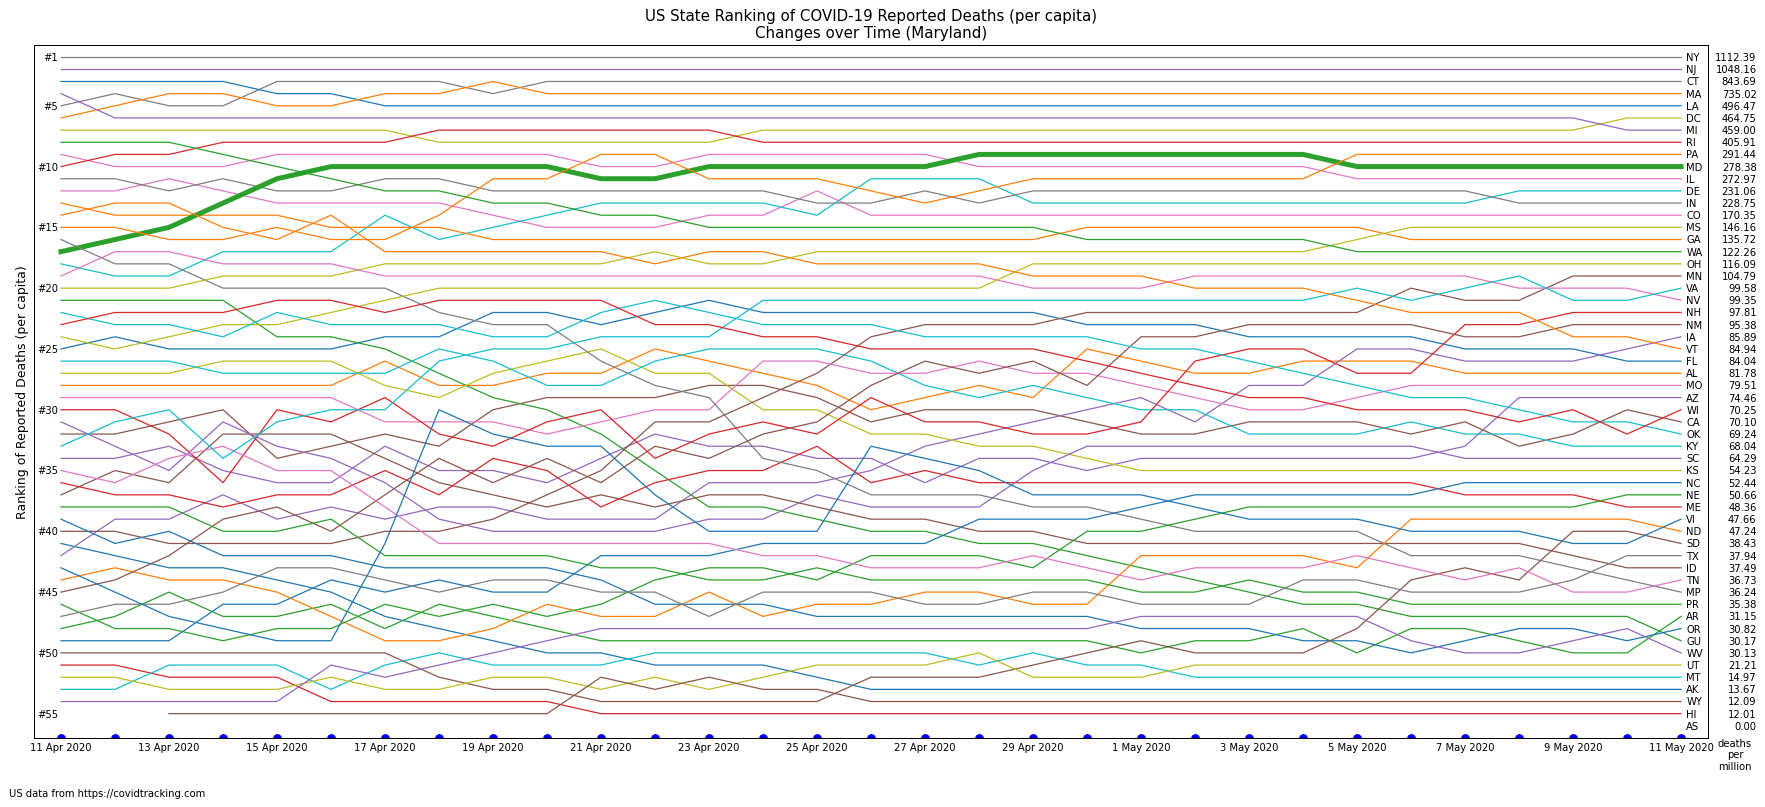 US State Ranking of COVID-19 Reported Deaths (per capita)
Changes over Time (Maryland)
Ranking of Reported Deaths (per capita)
#1
#5
#10
#15
#20
#25
#30
#35
#40
#45
#50
#55
NY 1112.39
NJ 1048.16
CT 843.69
MA 735.02
LA 496.47
DC 464.75
MI 459.00
RI 405.91
PA 291.44
MD 278.38
IL 272.97
DE 231.06
IN 228.75
CO 170.35
MS 146.16
GA 135.72
WA 122.26
OH 116.09
MN 104.79
VA 99.58
NV 99.35
NH 97.81
NM 95.38
IA 85.89
VT 84.94
FL 84.04
AL 81.78
MO 79.51
AZ 74.46
WI 70.25
CA 70.10
OK 69.24
KY 68.04
SC 64.29
KS 54.23
NC 52.44
NE 50.66
ME 48.36
VI 47.66
ND 47.24
SD 38.43
TX 37.94
ID 37.49
TN 36.73
MP 36.24
PR 35.38
AR 31.15
OR 30.82
GU 30.17
WV 30.13
UT 21.21
MT 14.97
AK 13.67
WY 12.09
HI 12.01
AS 0.00
11 Apr 2020 13 Apr 2020 15 Apr 2020 17 Apr 2020 19 Apr 2020 21 Apr 2020 23 Apr 2020 25 Apr 2020 27 Apr 2020 29 Apr 2020 1 May 2020 3 May 2020 5 May 2020 7 May 2020 9 May 2020 11 May 2020
deaths
per
million
US data from https://covidtracking.com